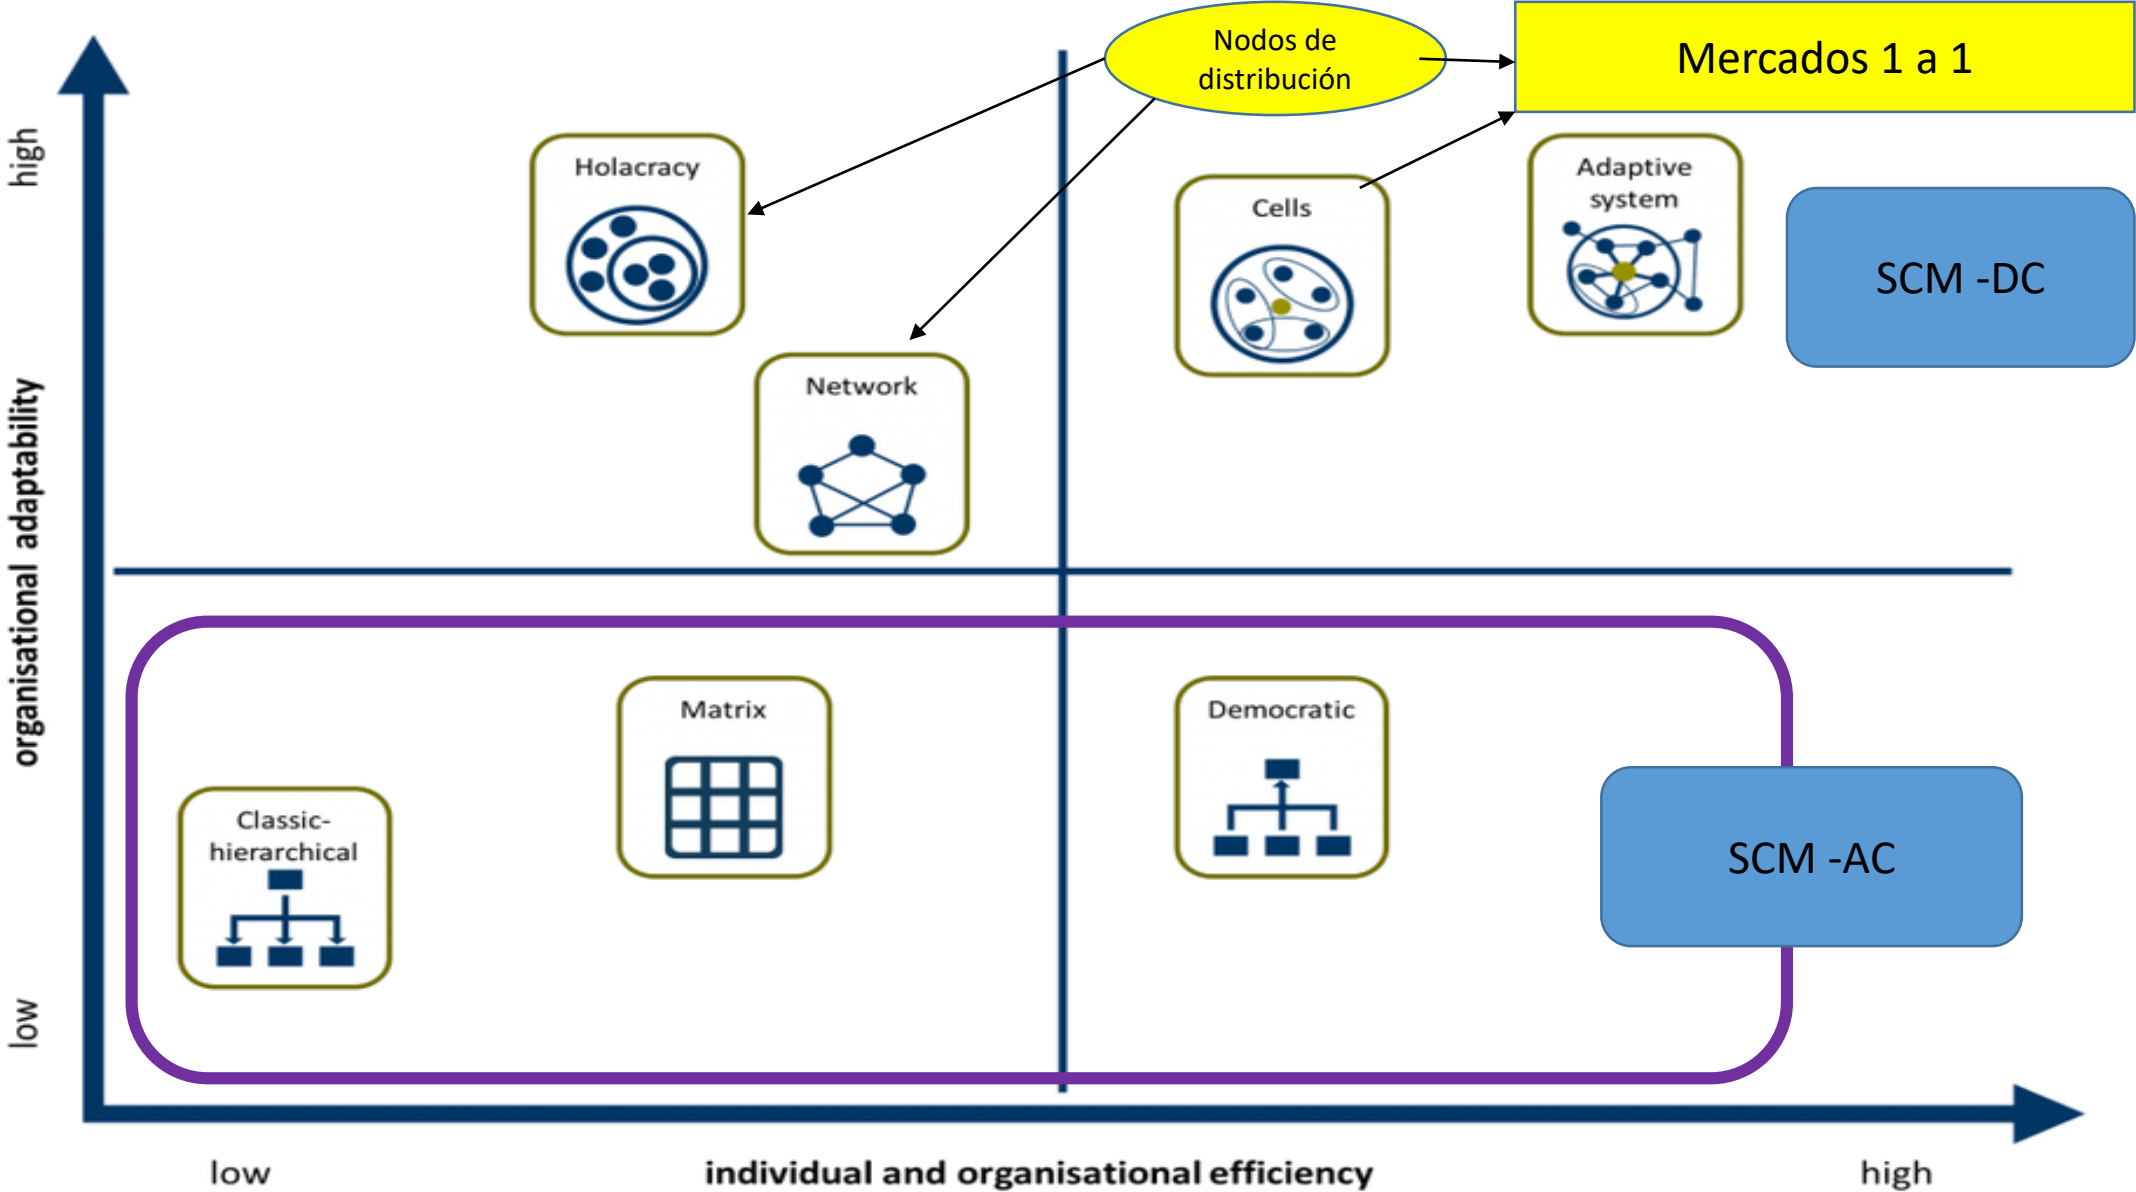 Nodos de
distribución
Mercados 1 a 1
high
Holacracy
Cells
Adaptive
system
SCM -DC
Network
organisational adaptability
Matrix
Democratic
Classic-
hierarchical
SCM -AC
low
low
individual and organisational efficiency
high